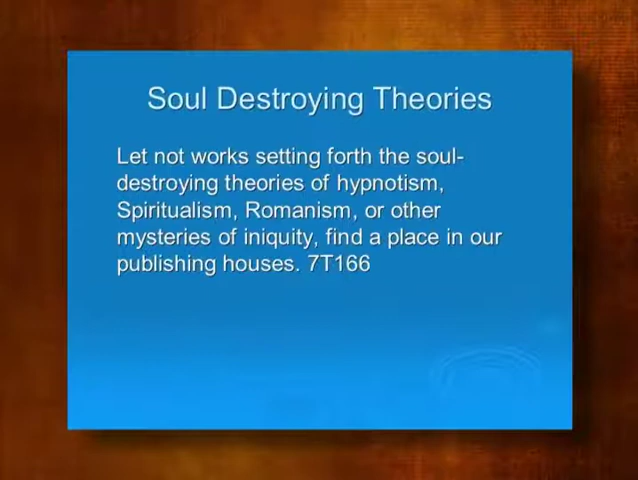 Soul Destroying Theories
Let not works setting forth the soul-
destroying theories of hypnotism,
Spiritualism, Romanism, or other
mysteries of iniquity, find a place in our
publishing houses. 7T166